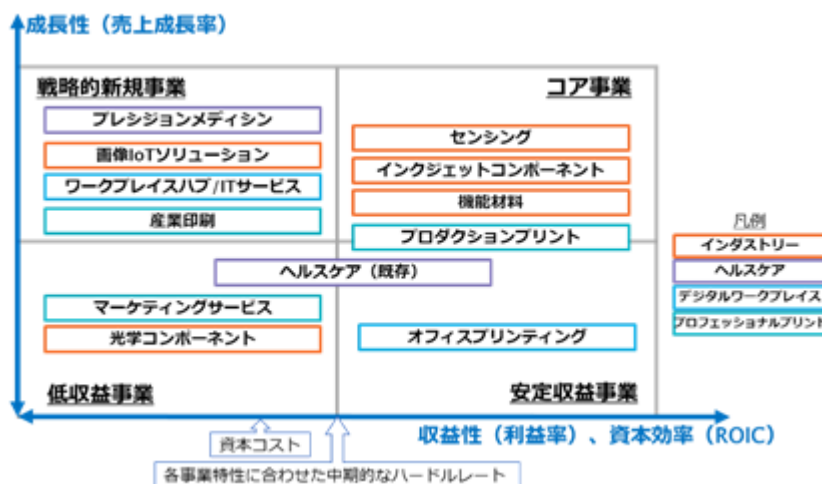 成長性（売上成長率）
戦略的新規事業
コア事業
プレシジョンメディシン
画像IoTソリューション
ワークプレイスハブ/ITサービス
産業印刷
センシング
インクジェットコンポーネント
機能材料
プロダクションプリント
ヘルスケア（既存）
マーケティングサービス
光学コンポーネント
オフィスプリンティング
低収益事業
安定収益事業
凡例
インダストリー
ヘルスケア
デジタルワークプレイス
プロフェッショナルプリント
収益性（利益率）、資本効率（ROIC）
資本コスト
各事業特性に合わせた中期的なハードルレート